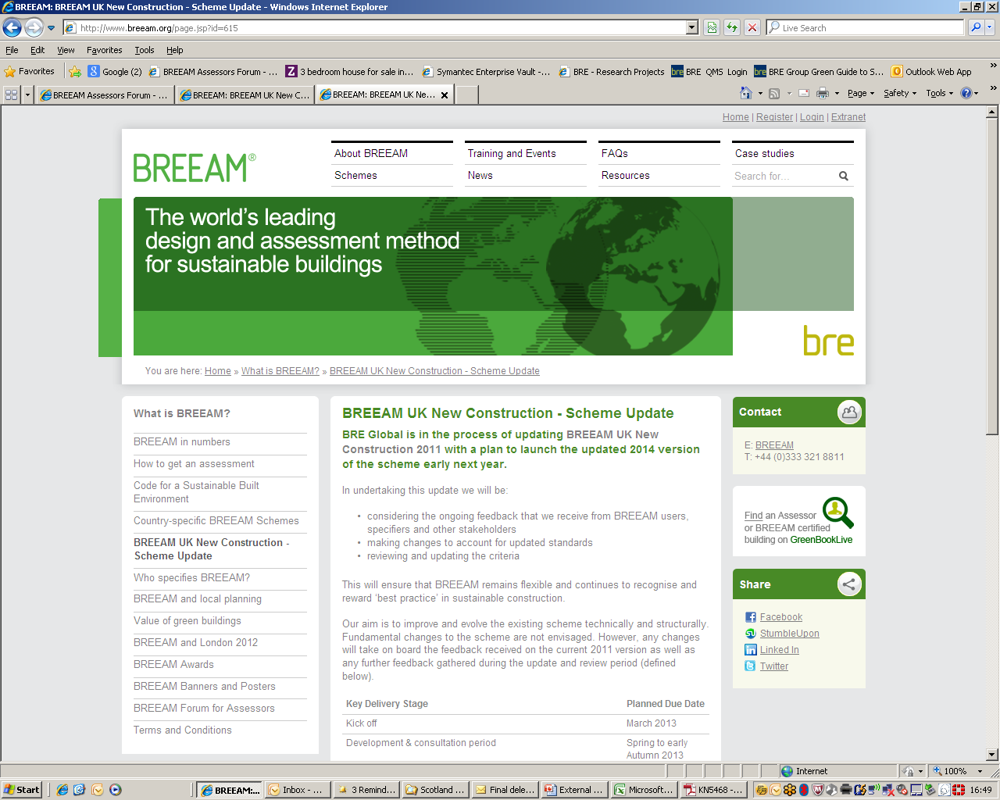 BREEAM: BREEAM UK New Construction - Scheme Update - Windows Internet Explorer
http://www.breeam.org/page.jsp?id=615
Live Search
File Edit View Favorites Tools Help
Favorites Google (2) BREEAM Assessors Forum - ... 3 bedroom house for sale in... Symantec Enterprise Vault -... BRE - Research Projects bre BRE QMS Login bre BRE Group Green Guide to S... Outlook Web App
BREEAM Assessors Forum - ... BREEAM: BREEAM UK New C... BREEAM: BREEAM UK Ne... Page Safety Tools
Home | Register | Login | Extranet
BREEAM®
About BREEAM Training and Events FAQs Case studies
Schemes News Resources Search for...
The world's leading
design and assessment method
for sustainable buildings
bre
You are here: Home » What is BREEAM? » BREEAM UK New Construction - Scheme Update
What is BREEAM?
BREEAM in numbers
How to get an assessment
Code for a Sustainable Built
Environment
Country-specific BREEAM Schemes
BREEAM UK New Construction -
Scheme Update
Who specifies BREEAM?
BREEAM and local planning
Value of green buildings
BREEAM and London 2012
BREEAM Awards
BREEAM Banners and Posters
BREEAM Forum for Assessors
Terms and Conditions
BREEAM UK New Construction - Scheme Update
BRE Global is in the process of updating BREEAM UK New
Construction 2011 with a plan to launch the updated 2014 version
of the scheme early next year.
In undertaking this update we will be:
• considering the ongoing feedback that we receive from BREEAM users,
specifiers and other stakeholders
• making changes to account for updated standards
• reviewing and updating the criteria
This will ensure that BREEAM remains flexible and continues to recognise and
reward 'best practice' in sustainable construction.
Our aim is to improve and evolve the existing scheme technically and structurally.
Fundamental changes to the scheme are not envisaged. However, any changes
will take on board the feedback received on the current 2011 version as well as
any further feedback gathered during the update and review period (defined
below).
Key Delivery Stage Planned Due Date
Kick off March 2013
Development & consultation period Spring to early
Autumn 2013
Contact
E: BREEAM
T: +44 (0)333 321 8811
Find an Assessor
or BREEAM certified
building on GreenBookLive
Share
Facebook
StumbleUpon
Linked In
Twitter
Internet 100%
Start BREEAM:... Inbox - ... 3 Remind... Scotland ... Final dele... External ... Microsoft... KN5468 -... 16:49